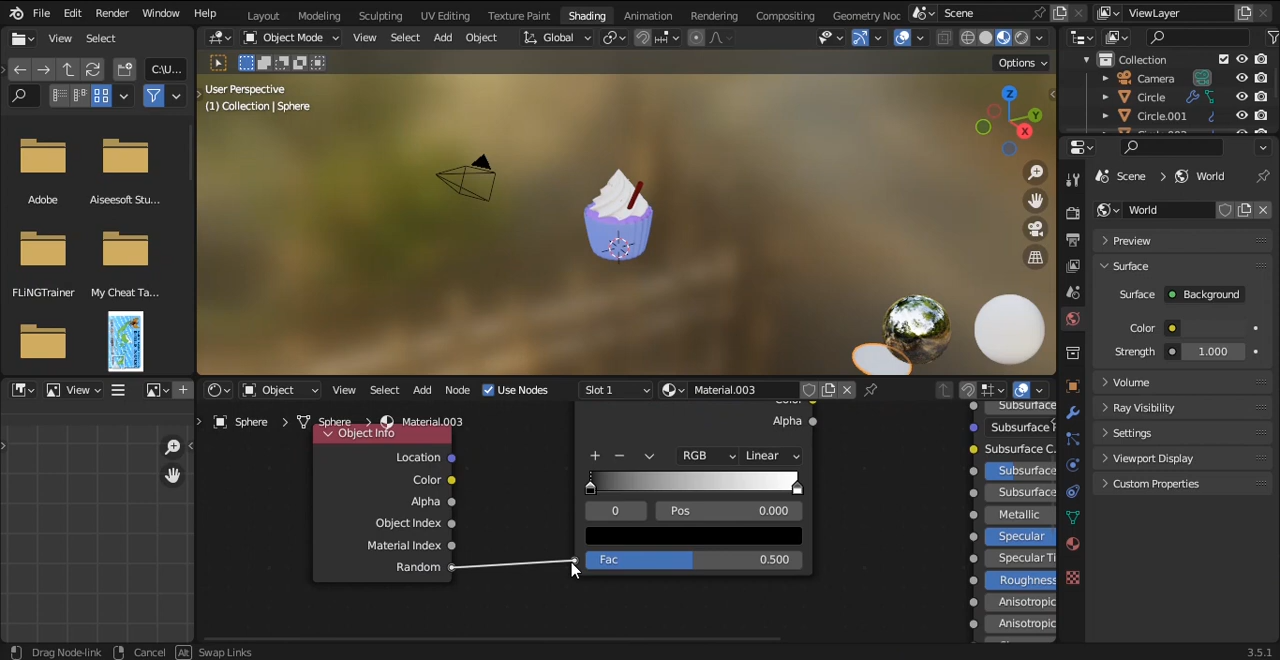 File Edit Render Window Help Layout Modeling Sculpting UV Editing Texture Paint Shading Animation Rendering Compositing Geometry Noc Scene ViewLayer
View Select
Object Mode View Select Add Object Global
C:\U...
Options
User Perspective
(1) Collection | Sphere
Z
Y
X
Adobe
Aiseesoft Stu...
FLiNGTrainer
My Cheat Ta...
Collection
Camera
Circle
Circle.001
Scene > World
World
Preview
Surface
Surface Background
Color
Strength 1.000
Volume
Ray Visibility
Settings
Viewport Display
Custom Properties
View
Object View Select Add Node Use Nodes Slot 1 Material.003
Sphere > Sphere > Material.003
Object Info
Location
Color
Alpha
Object Index
Material Index
Random
Color
Alpha
RGB Linear
0 Pos 0.000
Fac 0.500
Subsurface
Subsurface
Subsurface C.
Subsurface
Subsurface
Metallic
Specular
Specular Ti
Roughness
Anisotropic
Anisotropic
Drag Node-link Cancel Alt Swap Links 3.5.1